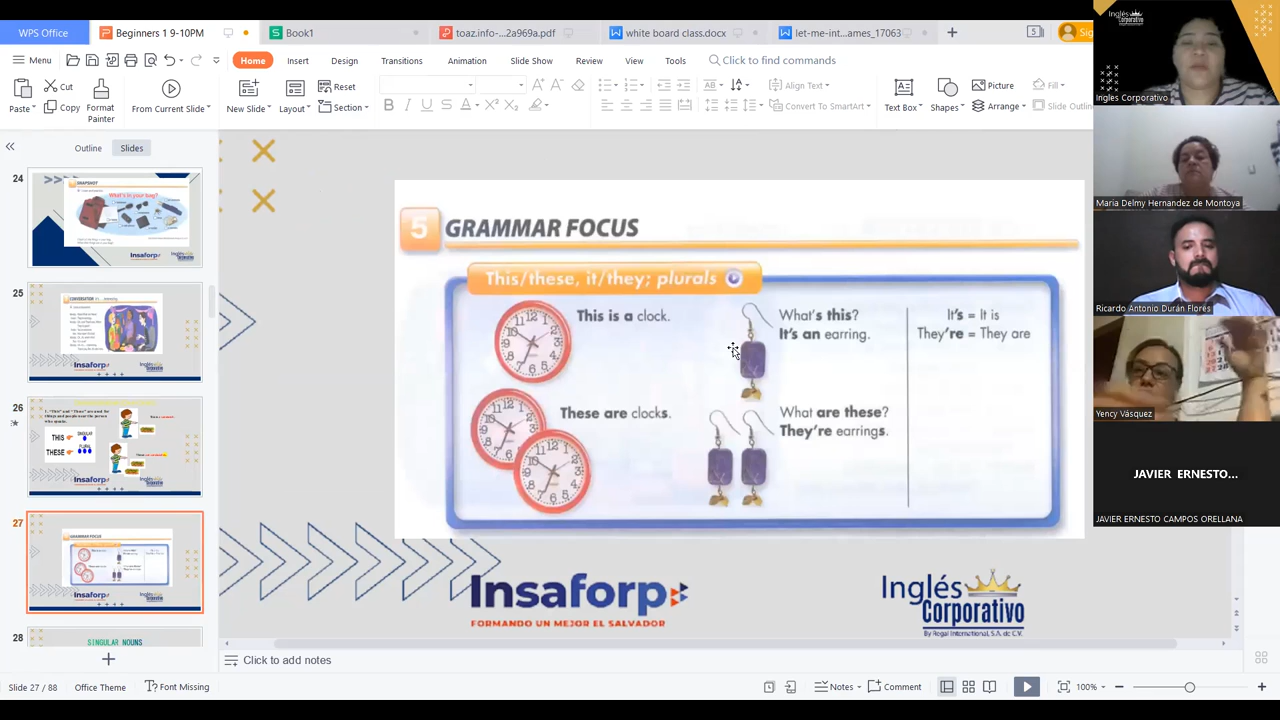 WPS Office
Beginners 1 9-10PM
Book1
toaz.info-...2a969a.pdf
white board class.docx
let-me-int...ames_17063
Menu
Home
Insert
Design
Transitions
Animation
Slide Show
Review
View
Tools
Click to find commands
Paste
Cut
Copy
Format
Painter
From Current Slide
New Slide
Layout
Reset
Section
Align Text
Convert To SmartArt
Text Box
Shapes
Picture
Arrange
Fill
Shape Outlin
Outline
Slides
24
25
26
27
28
SINGULAR NOUNS
5 GRAMMAR FOCUS
This/these, it/they; plurals
This is a clock.
What's this?
It's an earring.
It's = It is
They're = They are
These are clocks.
What are these?
They're earrings.
Insaforp
FORMANDO UN MEJOR EL SALVADOR
Inglés
Corporativo
By Regal International, S.A. de C.V.
Click to add notes
Slide 27 / 88
Office Theme
Font Missing
Notes
Comment
100%
Inglés
Corporativo
Ingles Corporativo
Maria Delmy Hernandez de Montoya
Ricardo Antonio Durán Flores
Yency Vásquez
JAVIER ERNESTO...
JAVIER ERNESTO CAMPOS ORELLANA